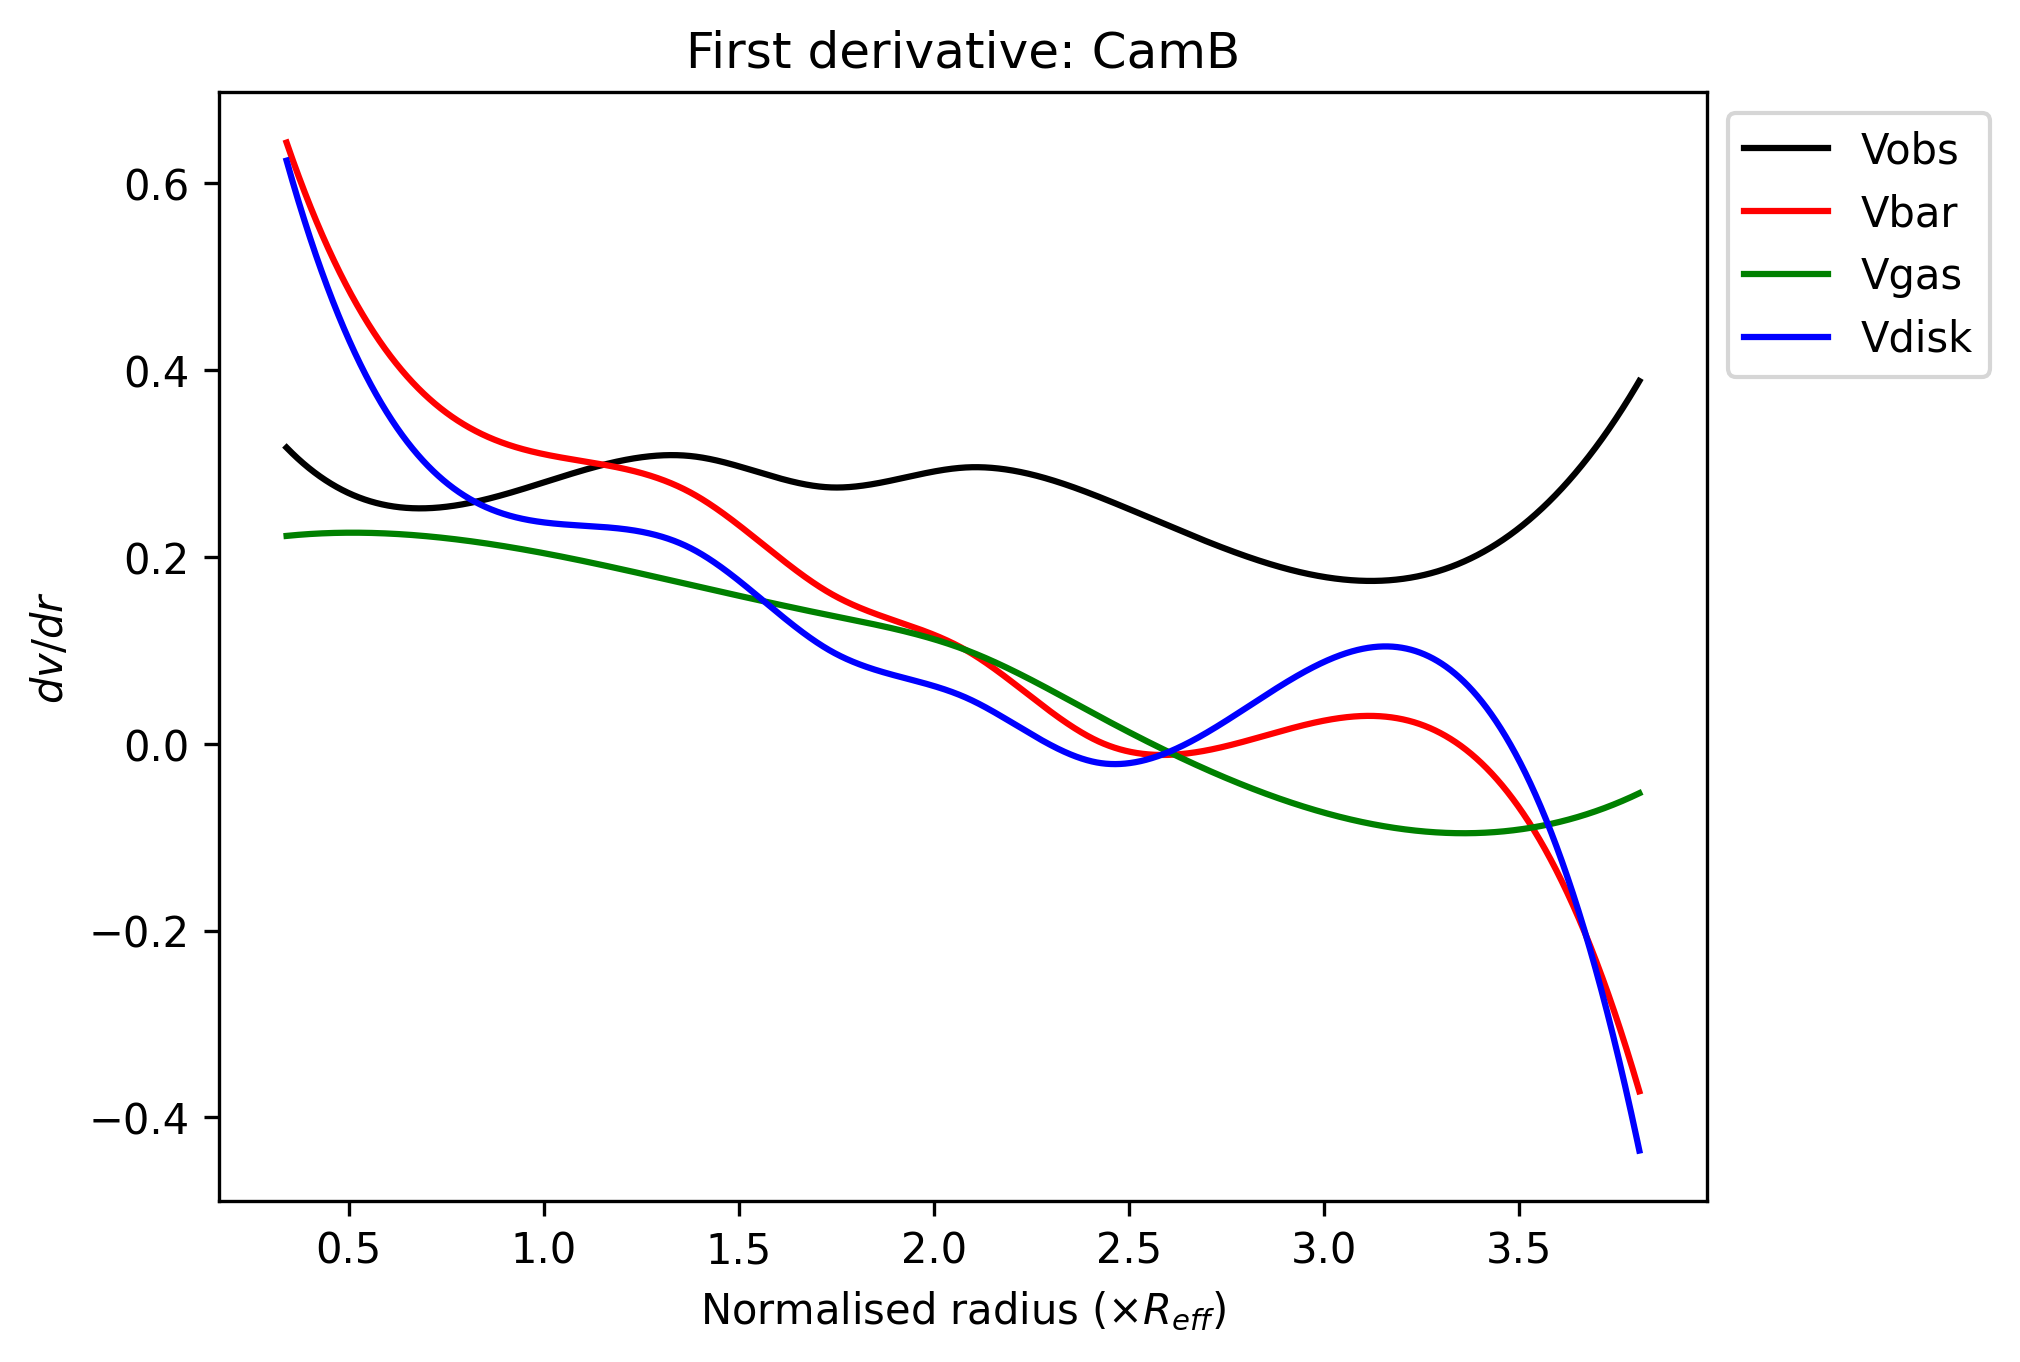 First derivative: CamB
Vobs
Vbar
Vgas
Vdisk
dv/dr
0.6
0.4
0.2
0.0
−0.2
−0.4
0.5 1.0 1.5 2.0 2.5 3.0 3.5
Normalised radius (×R_eff)